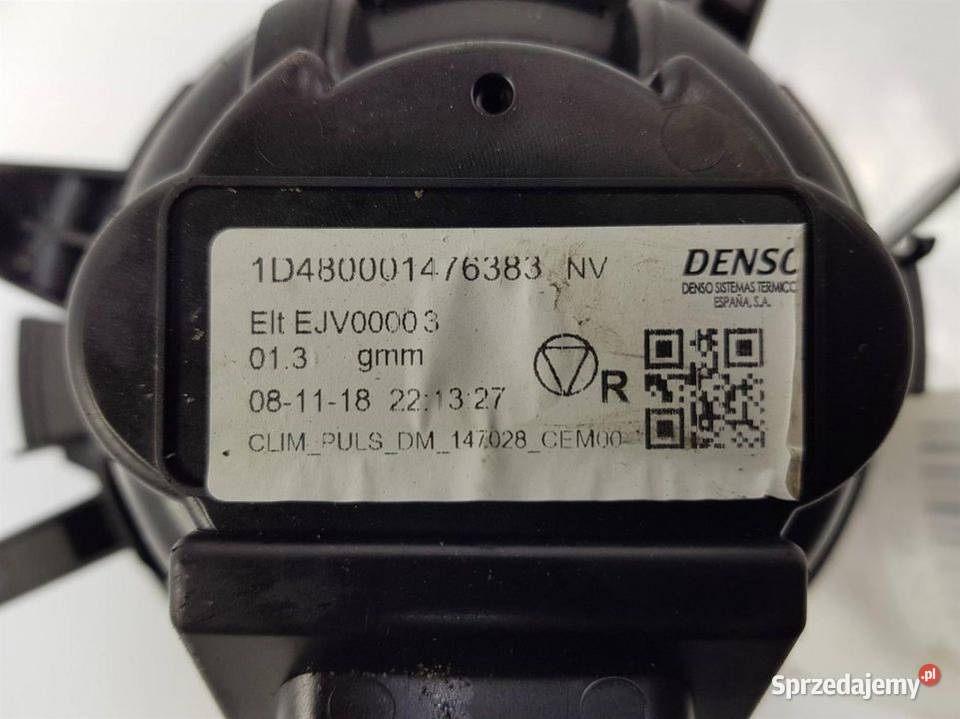 1D480001476383 NV
DENSO
DENSO SISTEMAS TERMICO
ESPAÑA, S.A.
Elt EJV00003
01.3 gmm
R
08-11-18 22:13:27
CLIM_PULS_DM_147028_CEM00
Sprzedajemy.pl